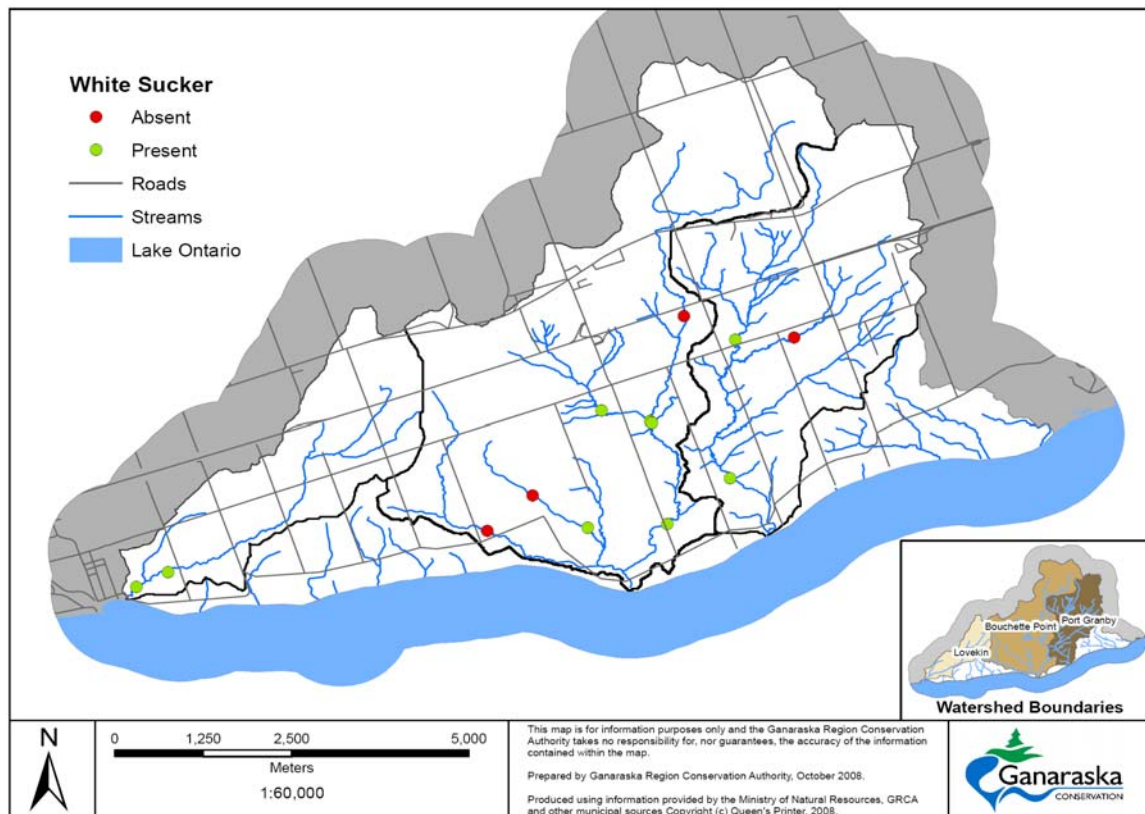 White Sucker
Absent
Present
Roads
Streams
Lake Ontario
Bouchette Point
Port Granby
Lovekin
Watershed Boundaries
N
0 1,250 2,500 5,000
Meters
1:60,000
This map is for information purposes only and the Ganaraska Region Conservation
Authority takes no responsibility for, nor guarantees, the accuracy of the information
contained within the map.
Prepared by Ganaraska Region Conservation Authority, October 2008.
Produced using information provided by the Ministry of Natural Resources, GRCA
and other municipal sources Copyright (c) Queen's Printer, 2008.
Ganaraska
CONSERVATION